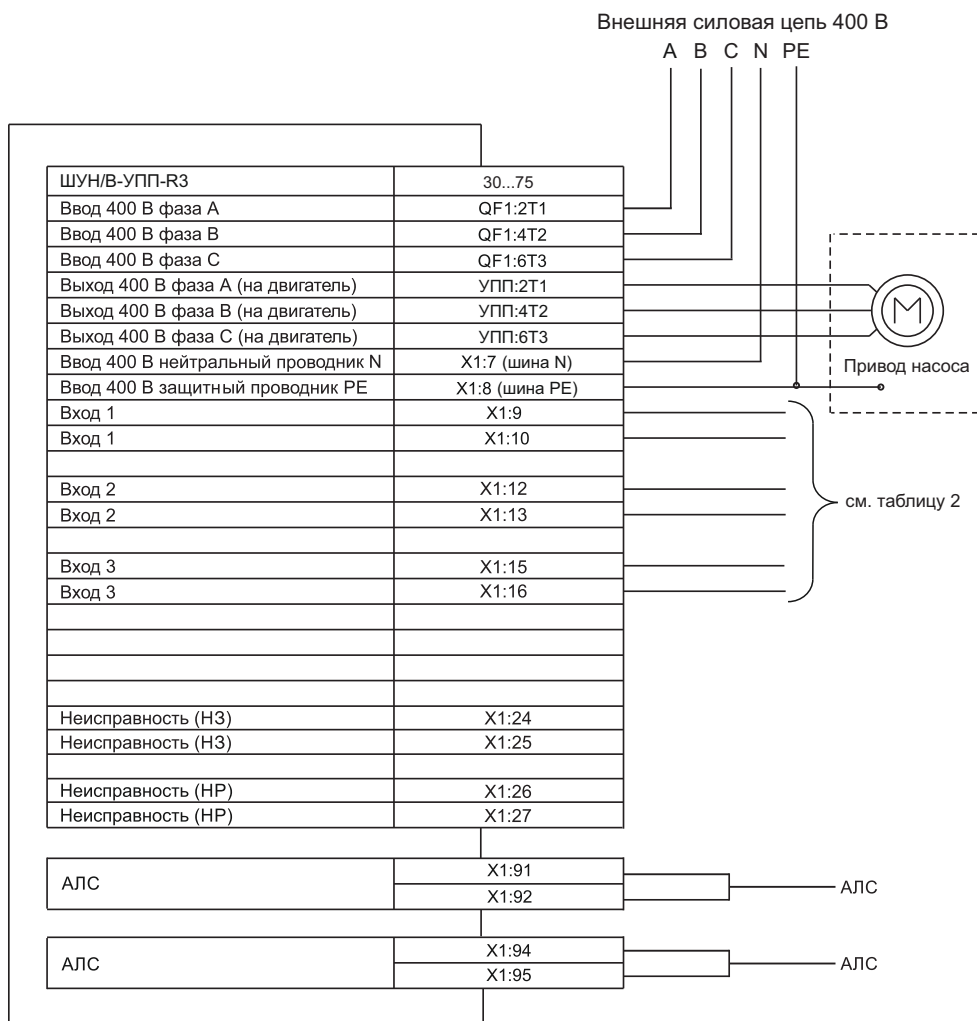 Внешняя силовая цепь 400 В
A B C N PE
ШУН/В-УПП-R3 30...75
Ввод 400 В фаза А QF1:2T1
Ввод 400 В фаза В QF1:4T2
Ввод 400 В фаза С QF1:6T3
Выход 400 В фаза А (на двигатель) УПП:2T1
Выход 400 В фаза В (на двигатель) УПП:4T2
Выход 400 В фаза С (на двигатель) УПП:6T3
M
Ввод 400 В нейтральный проводник N X1:7 (шина N)
Привод насоса
Ввод 400 В защитный проводник PE X1:8 (шина PE)
Вход 1 X1:9
Вход 1 X1:10
Вход 2 X1:12
Вход 2 X1:13
см. таблицу 2
Вход 3 X1:15
Вход 3 X1:16
Неисправность (НЗ) X1:24
Неисправность (НЗ) X1:25
Неисправность (НР) X1:26
Неисправность (НР) X1:27
АЛС X1:91
X1:92
АЛС
АЛС X1:94
X1:95
АЛС